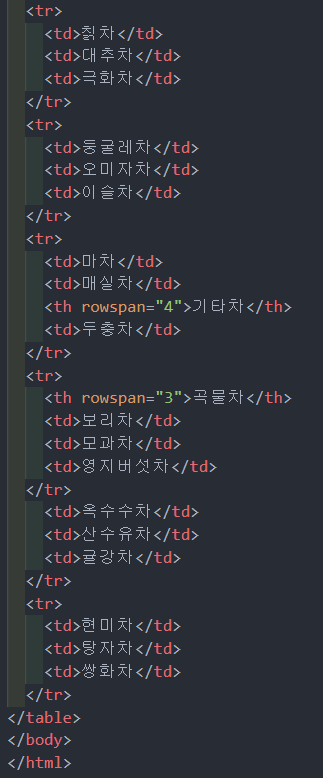 <tr>
<td>칡차</td>
<td>대추차</td>
<td>극화차</td>
</tr>
<tr>
<td>둥굴레차</td>
<td>오미자차</td>
<td>이슬차</td>
</tr>
<tr>
<td>마차</td>
<td>매실차</td>
<th rowspan="4">기타차</th>
<td>두충차</td>
</tr>
<tr>
<th rowspan="3">곡물차</th>
<td>보리차</td>
<td>모과차</td>
<td>영지버섯차</td>
</tr>
<td>옥수수차</td>
<td>산수유차</td>
<td>귤강차</td>
</tr>
<tr>
<td>현미차</td>
<td>탕자차</td>
<td>쌍화차</td>
</tr>
</table>
</body>
</html>